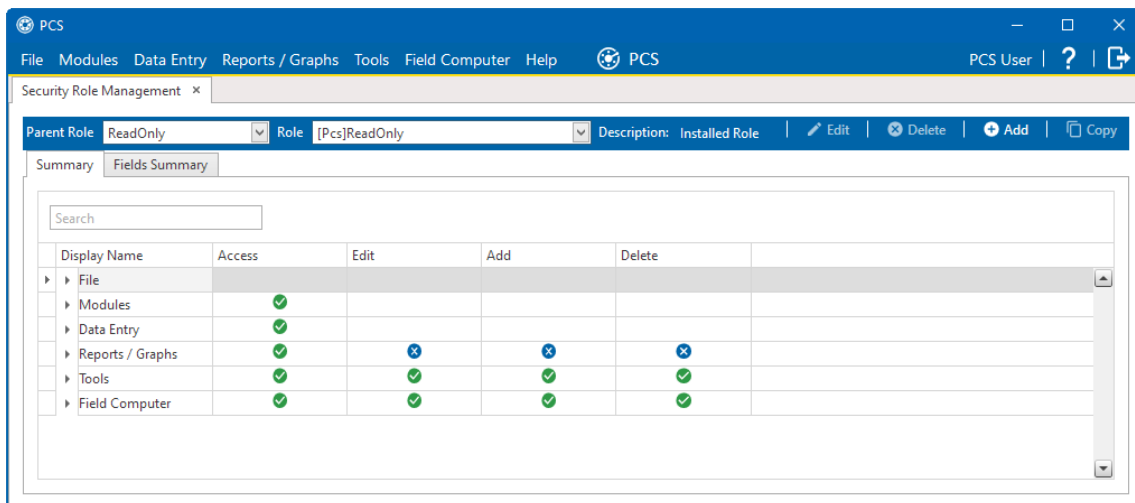 PCS
File Modules Data Entry Reports / Graphs Tools Field Computer Help PCS PCS User ?
Security Role Management ×
Parent Role ReadOnly Role [Pcs]ReadOnly Description: Installed Role Edit Delete Add Copy
Summary Fields Summary
Search
Display Name Access Edit Add Delete
File
Modules
Data Entry
Reports / Graphs
Tools
Field Computer